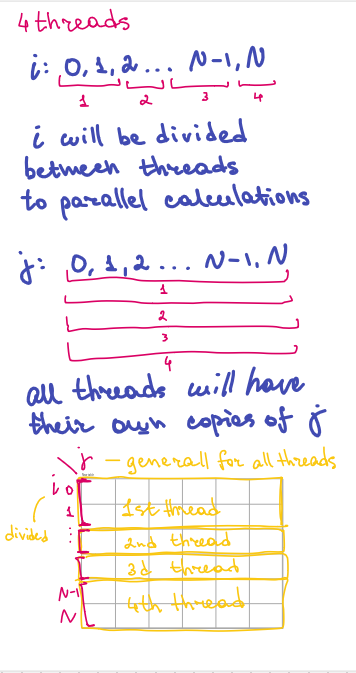 4 threads
i: 0, 1, 2 ... N-1, N
1 2 3 4
i will be divided
between threads
to parallel calculations
j: 0, 1, 2 ... N-1, N
1
2
3
4
all threads will have
their own copies of j
j – generall for all threads
i 0
1 1st thread
divided
⋮ 2nd thread
3d thread
N-1 4th thread
N